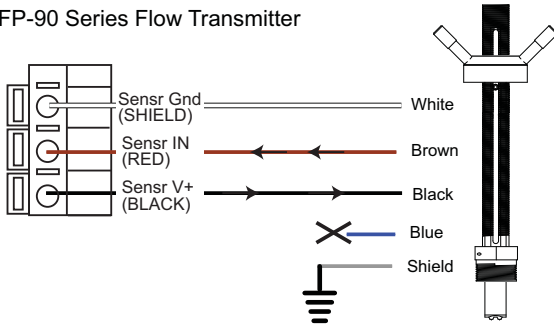 FP-90 Series Flow Transmitter
Sensr Gnd
(SHIELD)
White
Sensr IN
(RED)
Brown
Sensr V+
(BLACK)
Black
Blue
Shield